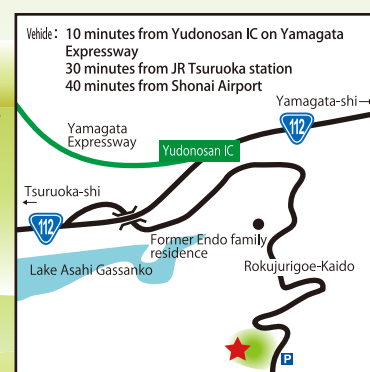 Vehide： 10 minutes from Yudonosan IC on Yamagata
Expressway
30 minutes from JR Tsuruoka station
40 minutes from Shonai Airport
Yamagata-shi→
112
Yamagata
Expressway
Yudonosan IC
Tsuruoka-shi
←
112
Former Endo family
residence
Lake Asahi Gassanko
Rokujurigoe-Kaido
P